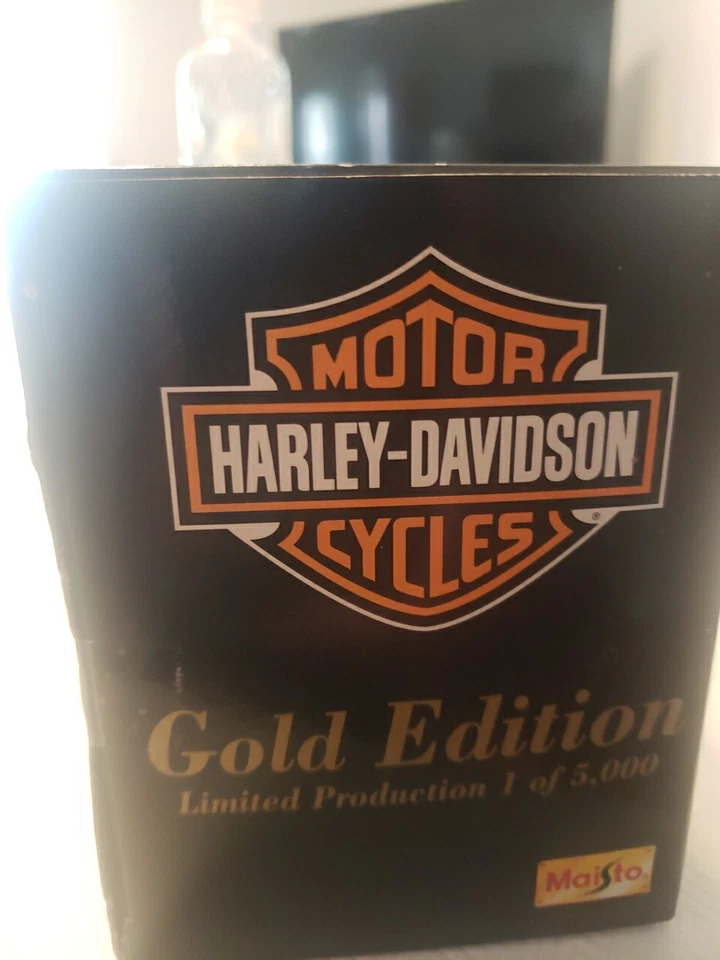 MOTOR
HARLEY-DAVIDSON
CYCLES
®
Gold Edition
Limited Production 1 of 5,000
Maisto®